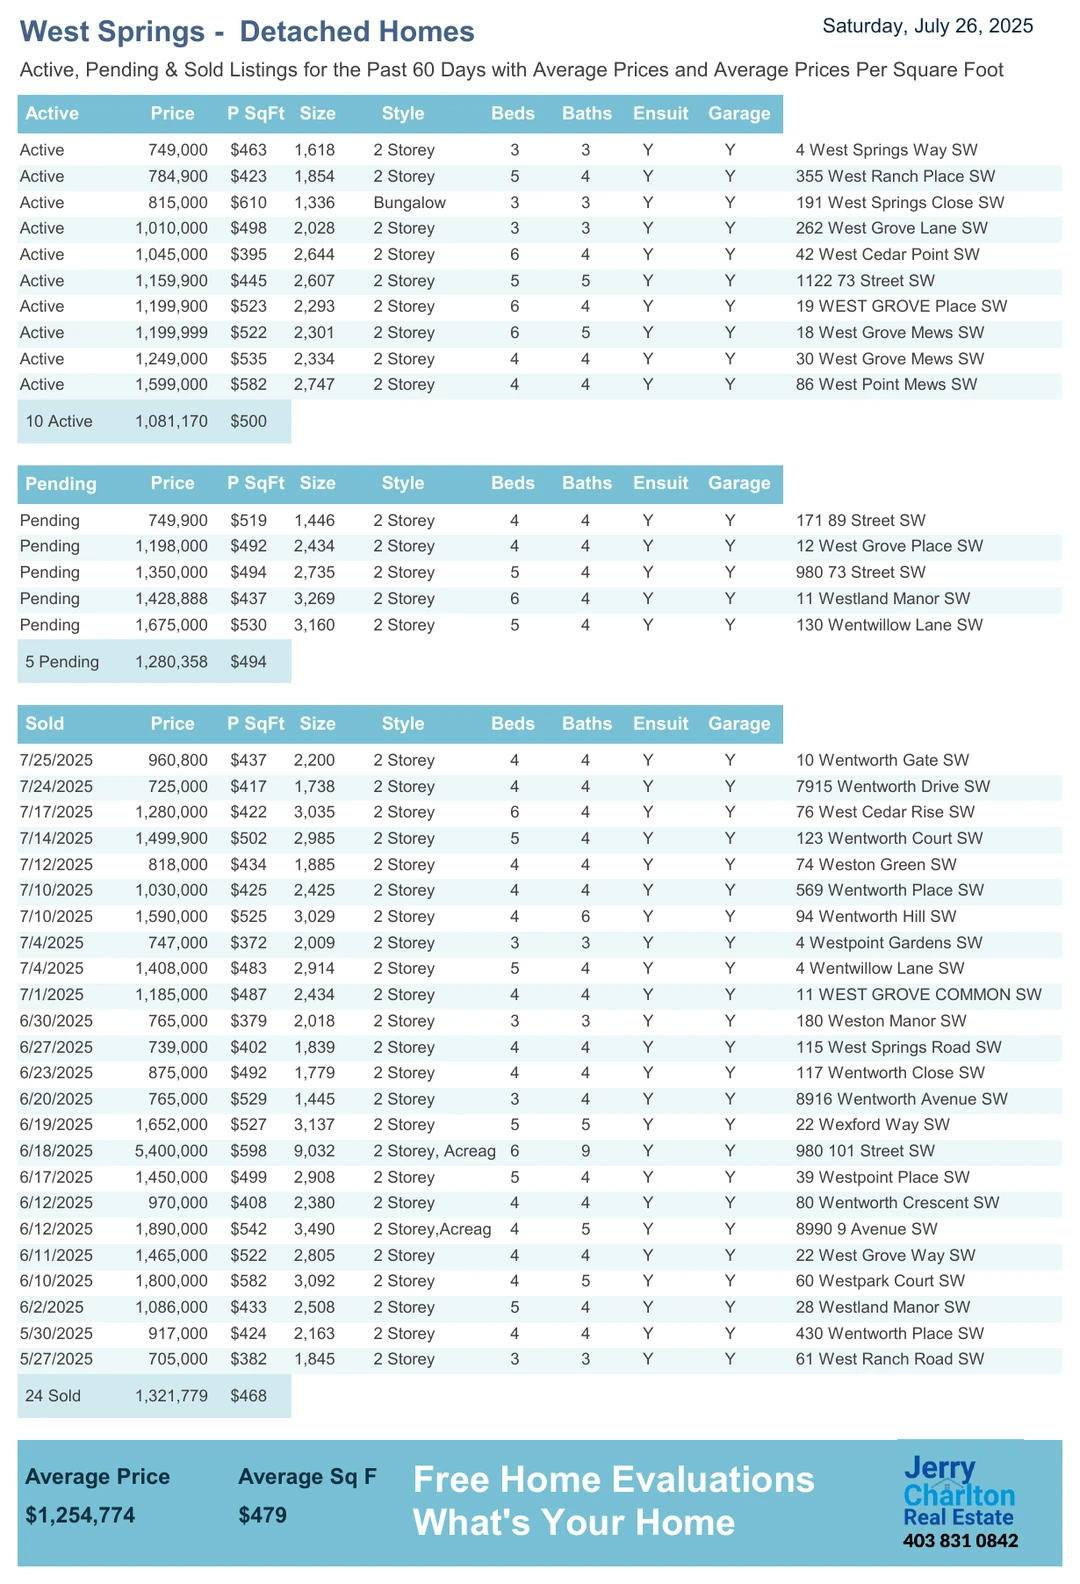 West Springs - Detached Homes
Saturday, July 26, 2025
Active, Pending & Sold Listings for the Past 60 Days with Average Prices and Average Prices Per Square Foot
Active Price P SqFt Size Style Beds Baths Ensuit Garage
Active 749,000 $463 1,618 2 Storey 3 3 Y Y 4 West Springs Way SW
Active 784,900 $423 1,854 2 Storey 5 4 Y Y 355 West Ranch Place SW
Active 815,000 $610 1,336 Bungalow 3 3 Y Y 191 West Springs Close SW
Active 1,010,000 $498 2,028 2 Storey 3 3 Y Y 262 West Grove Lane SW
Active 1,045,000 $395 2,644 2 Storey 6 4 Y Y 42 West Cedar Point SW
Active 1,159,900 $445 2,607 2 Storey 5 5 Y Y 1122 73 Street SW
Active 1,199,900 $523 2,293 2 Storey 6 4 Y Y 19 WEST GROVE Place SW
Active 1,199,999 $522 2,301 2 Storey 6 5 Y Y 18 West Grove Mews SW
Active 1,249,000 $535 2,334 2 Storey 4 4 Y Y 30 West Grove Mews SW
Active 1,599,000 $582 2,747 2 Storey 4 4 Y Y 86 West Point Mews SW
10 Active 1,081,170 $500
Pending Price P SqFt Size Style Beds Baths Ensuit Garage
Pending 749,900 $519 1,446 2 Storey 4 4 Y Y 171 89 Street SW
Pending 1,198,000 $492 2,434 2 Storey 4 4 Y Y 12 West Grove Place SW
Pending 1,350,000 $494 2,735 2 Storey 5 4 Y Y 980 73 Street SW
Pending 1,428,888 $437 3,269 2 Storey 6 4 Y Y 11 Westland Manor SW
Pending 1,675,000 $530 3,160 2 Storey 5 4 Y Y 130 Wentwillow Lane SW
5 Pending 1,280,358 $494
Sold Price P SqFt Size Style Beds Baths Ensuit Garage
7/25/2025 960,800 $437 2,200 2 Storey 4 4 Y Y 10 Wentworth Gate SW
7/24/2025 725,000 $417 1,738 2 Storey 4 4 Y Y 7915 Wentworth Drive SW
7/17/2025 1,280,000 $422 3,035 2 Storey 6 4 Y Y 76 West Cedar Rise SW
7/14/2025 1,499,900 $502 2,985 2 Storey 5 4 Y Y 123 Wentworth Court SW
7/12/2025 818,000 $434 1,885 2 Storey 4 4 Y Y 74 Weston Green SW
7/10/2025 1,030,000 $425 2,425 2 Storey 4 4 Y Y 569 Wentworth Place SW
7/10/2025 1,590,000 $525 3,029 2 Storey 4 6 Y Y 94 Wentworth Hill SW
7/4/2025 747,000 $372 2,009 2 Storey 3 3 Y Y 4 Westpoint Gardens SW
7/4/2025 1,408,000 $483 2,914 2 Storey 5 4 Y Y 4 Wentwillow Lane SW
7/1/2025 1,185,000 $487 2,434 2 Storey 4 4 Y Y 11 WEST GROVE COMMON SW
6/30/2025 765,000 $379 2,018 2 Storey 3 3 Y Y 180 Weston Manor SW
6/27/2025 739,000 $402 1,839 2 Storey 4 4 Y Y 115 West Springs Road SW
6/23/2025 875,000 $492 1,779 2 Storey 4 4 Y Y 117 Wentworth Close SW
6/20/2025 765,000 $529 1,445 2 Storey 3 4 Y Y 8916 Wentworth Avenue SW
6/19/2025 1,652,000 $527 3,137 2 Storey 5 5 Y Y 22 Wexford Way SW
6/18/2025 5,400,000 $598 9,032 2 Storey, Acreag 6 9 Y Y 980 101 Street SW
6/17/2025 1,450,000 $499 2,908 2 Storey 5 4 Y Y 39 Westpoint Place SW
6/12/2025 970,000 $408 2,380 2 Storey 4 4 Y Y 80 Wentworth Crescent SW
6/12/2025 1,890,000 $542 3,490 2 Storey,Acreag 4 5 Y Y 8990 9 Avenue SW
6/11/2025 1,465,000 $522 2,805 2 Storey 4 4 Y Y 22 West Grove Way SW
6/10/2025 1,800,000 $582 3,092 2 Storey 4 5 Y Y 60 Westpark Court SW
6/2/2025 1,086,000 $433 2,508 2 Storey 5 4 Y Y 28 Westland Manor SW
5/30/2025 917,000 $424 2,163 2 Storey 4 4 Y Y 430 Wentworth Place SW
5/27/2025 705,000 $382 1,845 2 Storey 3 3 Y Y 61 West Ranch Road SW
24 Sold 1,321,779 $468
Average Price Average Sq F
$1,254,774 $479
Free Home Evaluations
What's Your Home
Jerry
Charlton
Real Estate
403 831 0842